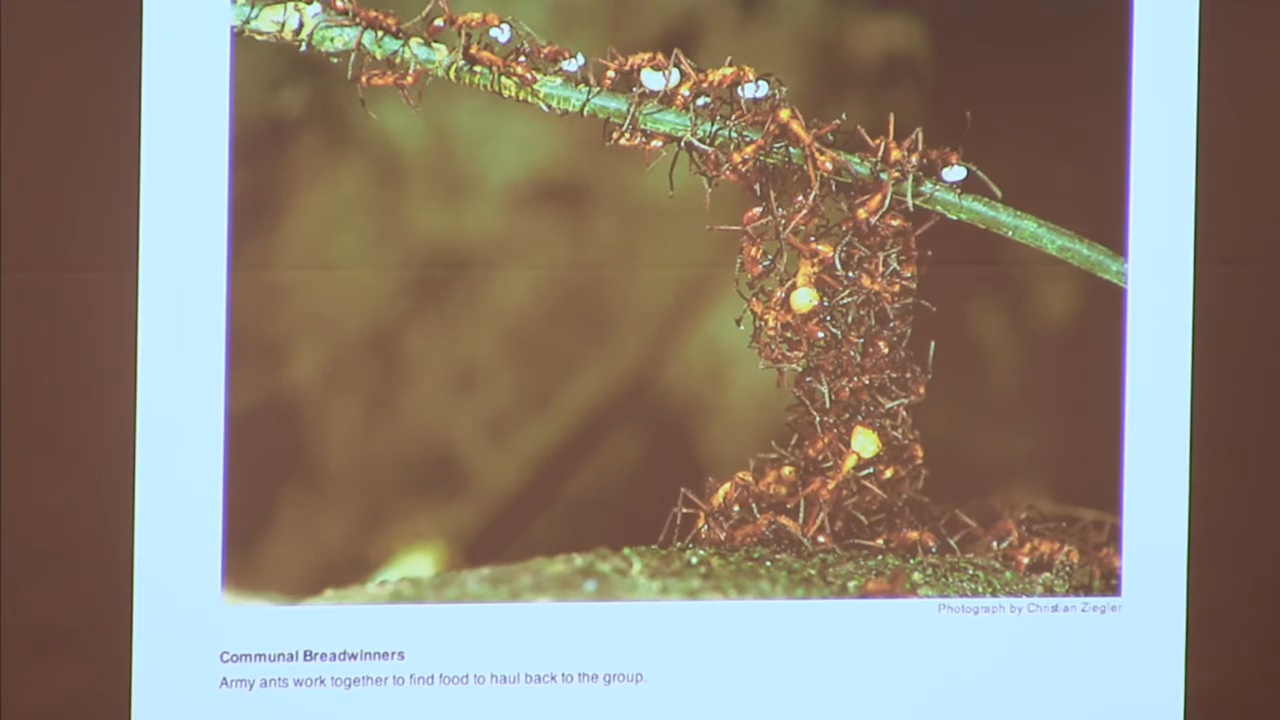 Photograph by Christian Ziegler
Communal Breadwinners
Army ants work together to find food to haul back to the group.